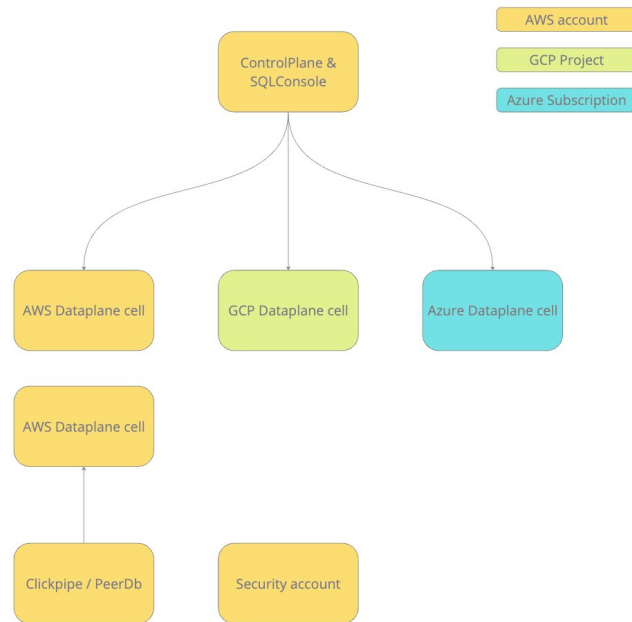 AWS account
ControlPlane &
SQLConsole
GCP Project
Azure Subscription
AWS Dataplane cell
GCP Dataplane cell
Azure Dataplane cell
AWS Dataplane cell
Clickpipe / PeerDb
Security account